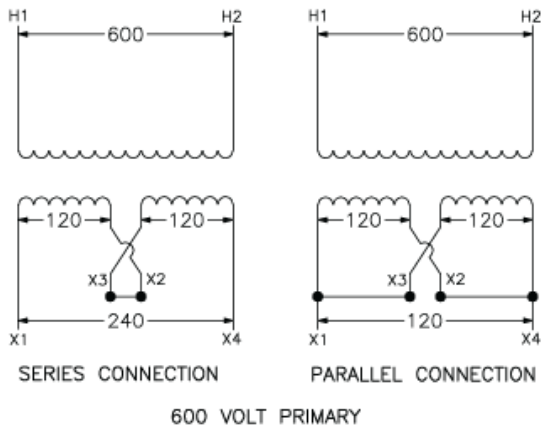 H1 H2 H1 H2
600 600
120 120 120 120
X3 X2 X3 X2
240 120
X1 X4 X1 X4
SERIES CONNECTION PARALLEL CONNECTION
600 VOLT PRIMARY